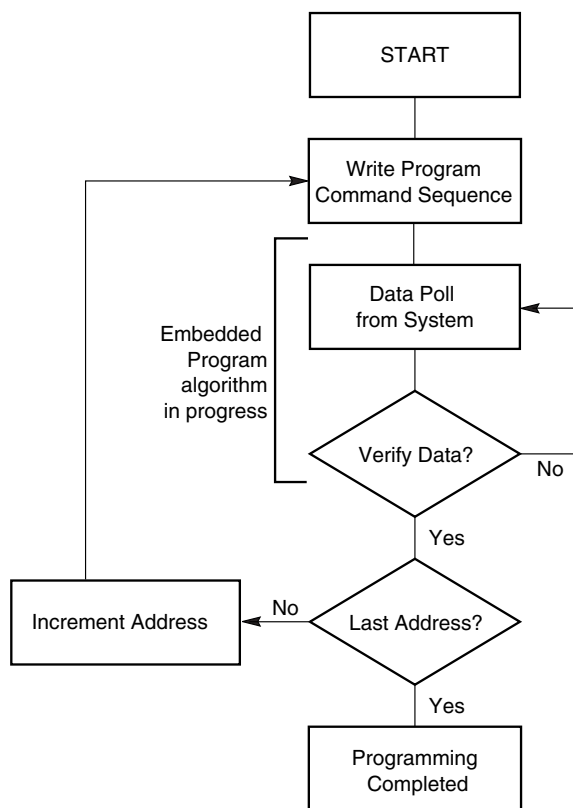 START
Write Program
Command Sequence
Data Poll
from System
Embedded
Program
algorithm
in progress
Verify Data?
No
Yes
No
Increment Address
Last Address?
Yes
Programming
Completed